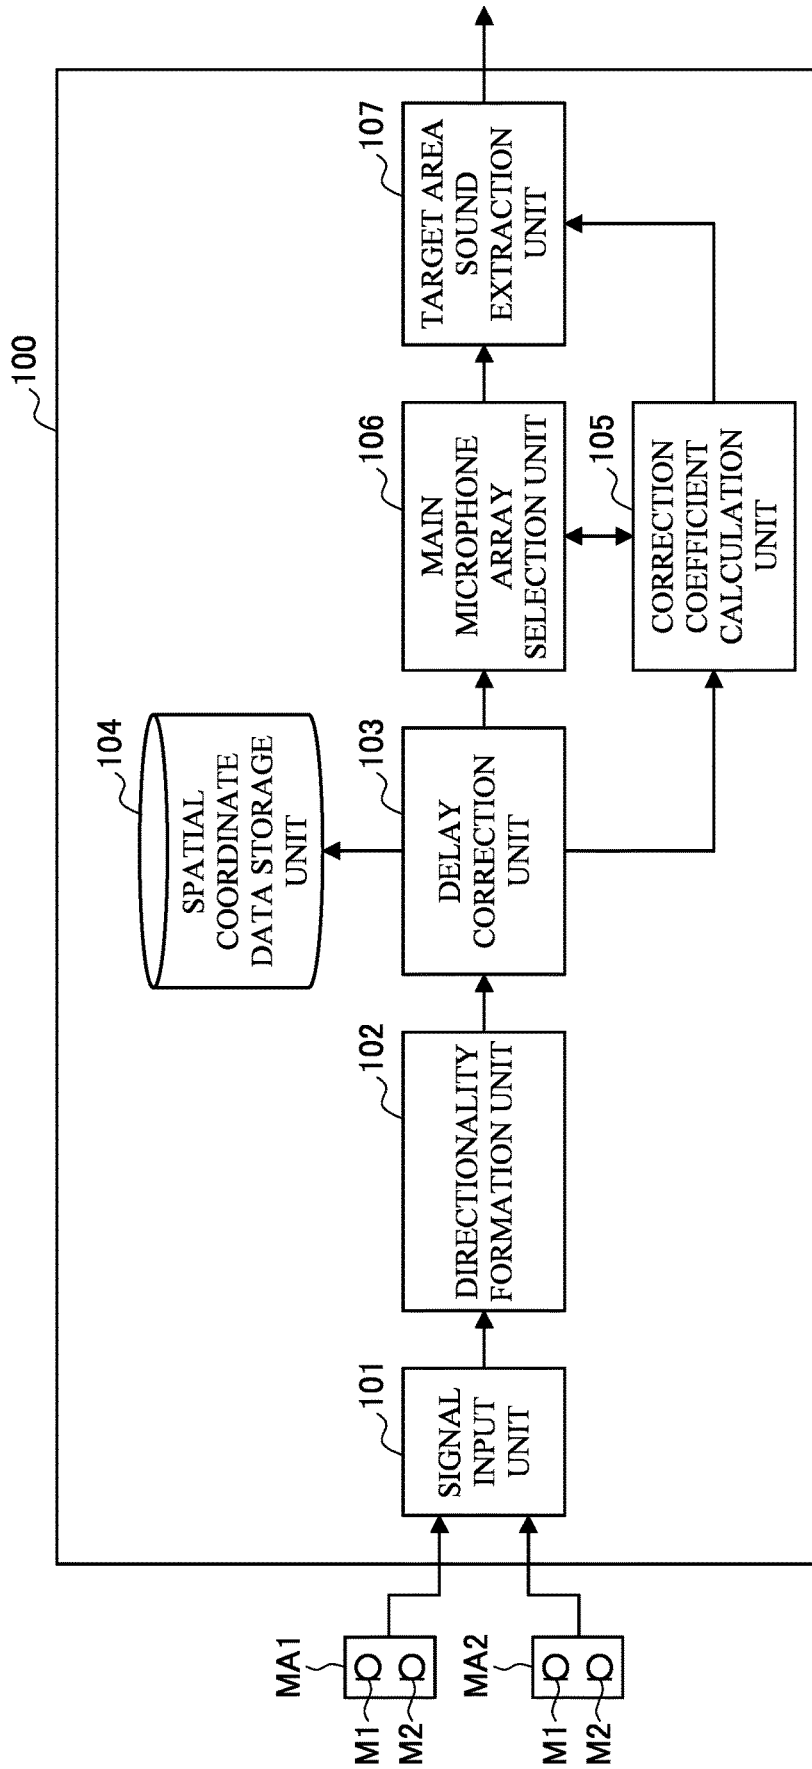 100
MA1
M1
M2
MA2
M1
M2
101
SIGNAL
INPUT
UNIT
102
DIRECTIONALITY
FORMATION UNIT
103
DELAY
CORRECTION
UNIT
104
SPATIAL
COORDINATE
DATA STORAGE
UNIT
106
MAIN
MICROPHONE
ARRAY
SELECTION UNIT
105
CORRECTION
COEFFICIENT
CALCULATION
UNIT
107
TARGET AREA
SOUND
EXTRACTION
UNIT